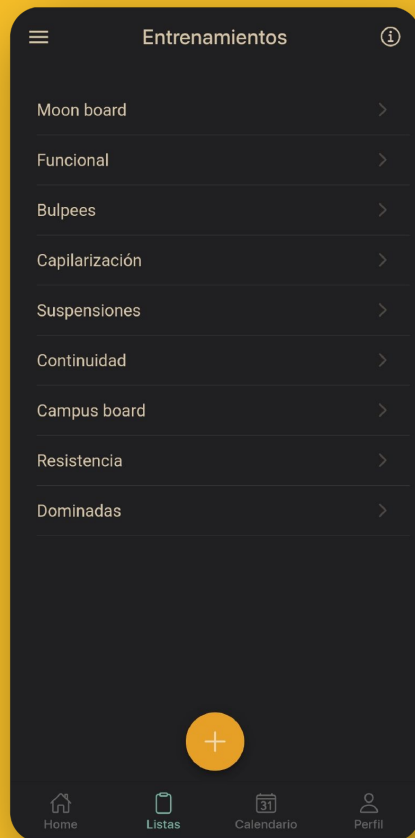 Entrenamientos
Moon board
Funcional
Bulpees
Capilarización
Suspensiones
Continuidad
Campus board
Resistencia
Dominadas
+
31
Home Listas Calendario Perfil